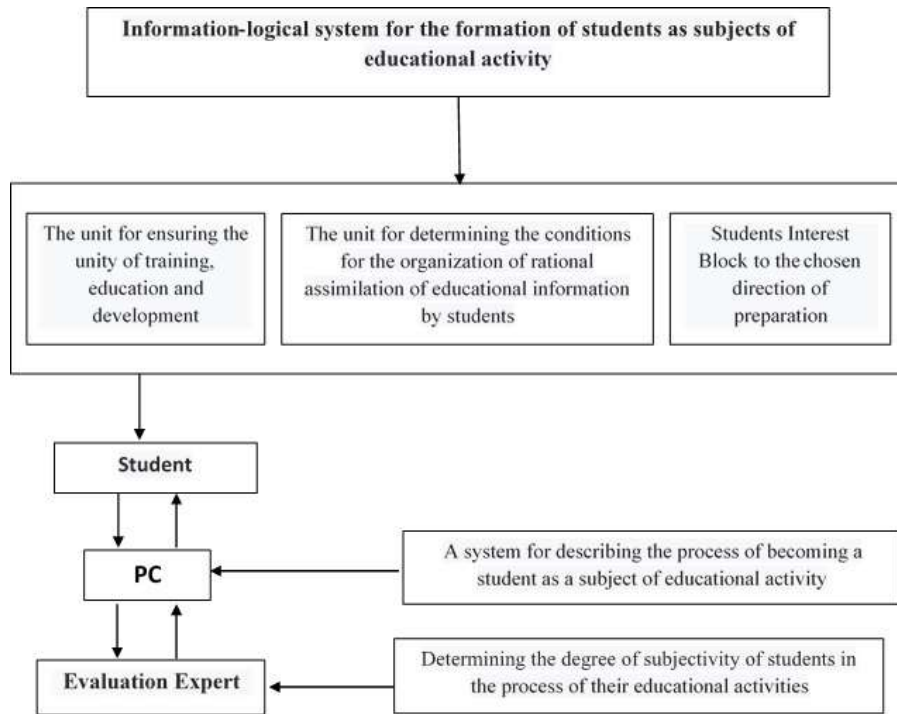 Information-logical system for the formation of students as subjects of
educational activity
The unit for ensuring the
unity of training,
education and
development
The unit for determining the conditions
for the organization of rational
assimilation of educational information
by students
Students Interest
Block to the chosen
direction of
preparation
Student
PC
A system for describing the process of becoming a
student as a subject of educational activity
Evaluation Expert
Determining the degree of subjectivity of students in
the process of their educational activities